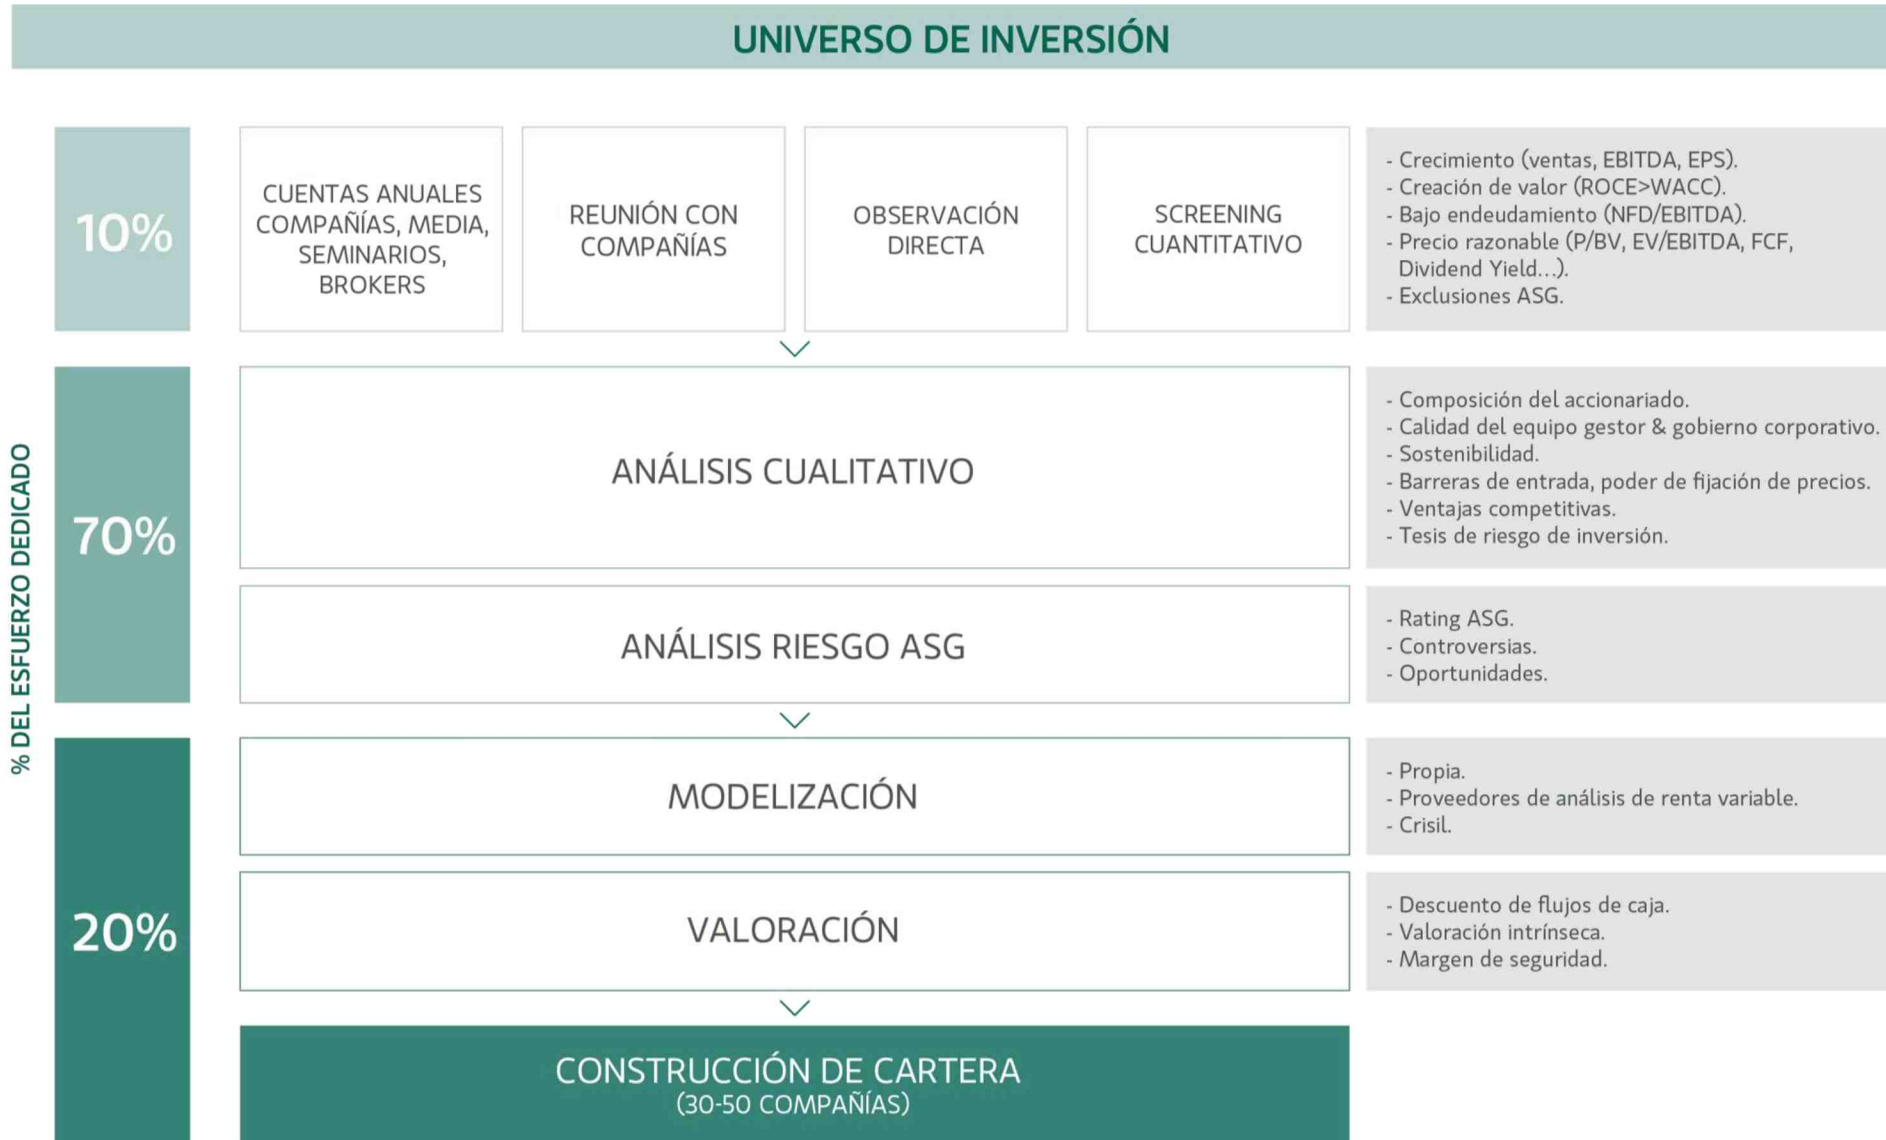 UNIVERSO DE INVERSIÓN
% DEL ESFUERZO DEDICADO
10%
CUENTAS ANUALES
COMPAÑÍAS, MEDIA,
SEMINARIOS,
BROKERS
REUNIÓN CON
COMPAÑÍAS
OBSERVACIÓN
DIRECTA
SCREENING
CUANTITATIVO
- Crecimiento (ventas, EBITDA, EPS).
- Creación de valor (ROCE>WACC).
- Bajo endeudamiento (NFD/EBITDA).
- Precio razonable (P/BV, EV/EBITDA, FCF,
Dividend Yield...).
- Exclusiones ASG.
70%
ANÁLISIS CUALITATIVO
- Composición del accionariado.
- Calidad del equipo gestor & gobierno corporativo.
- Sostenibilidad.
- Barreras de entrada, poder de fijación de precios.
- Ventajas competitivas.
- Tesis de riesgo de inversión.
ANÁLISIS RIESGO ASG
- Rating ASG.
- Controversias.
- Oportunidades.
20%
MODELIZACIÓN
- Propia.
- Proveedores de análisis de renta variable.
- Crisil.
VALORACIÓN
- Descuento de flujos de caja.
- Valoración intrínseca.
- Margen de seguridad.
CONSTRUCCIÓN DE CARTERA
(30-50 COMPAÑÍAS)